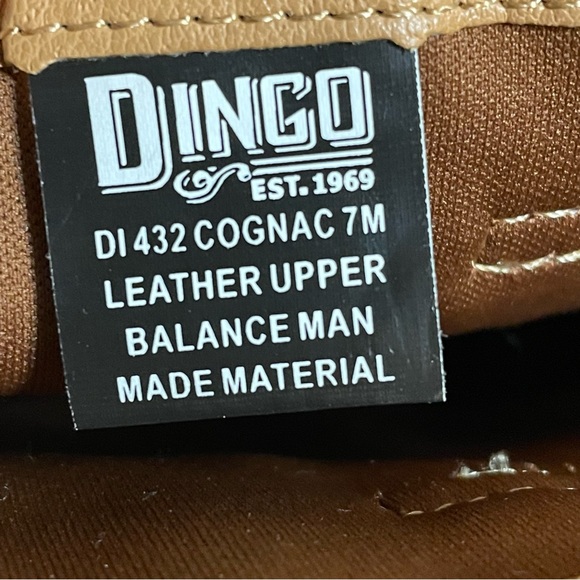 DINGO
EST. 1969
DI 432 COGNAC 7M
LEATHER UPPER
BALANCE MAN
MADE MATERIAL